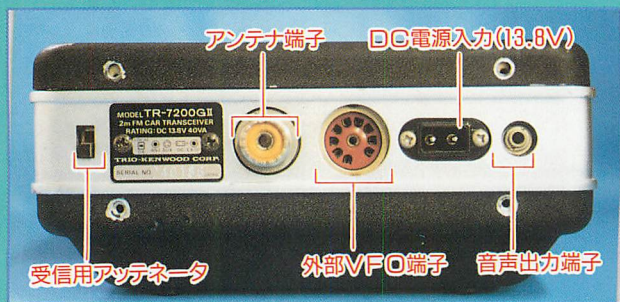 アンテナ端子
DC電源入力(13.8V)
MODEL TR-7200GⅡ
2m FM CAR TRANSCEIVER
RATING: DC 13.8V 40VA
TRIO-KENWOOD CORP.
SERIAL NO.
受信用アッテネータ
外部VFO端子
音声出力端子